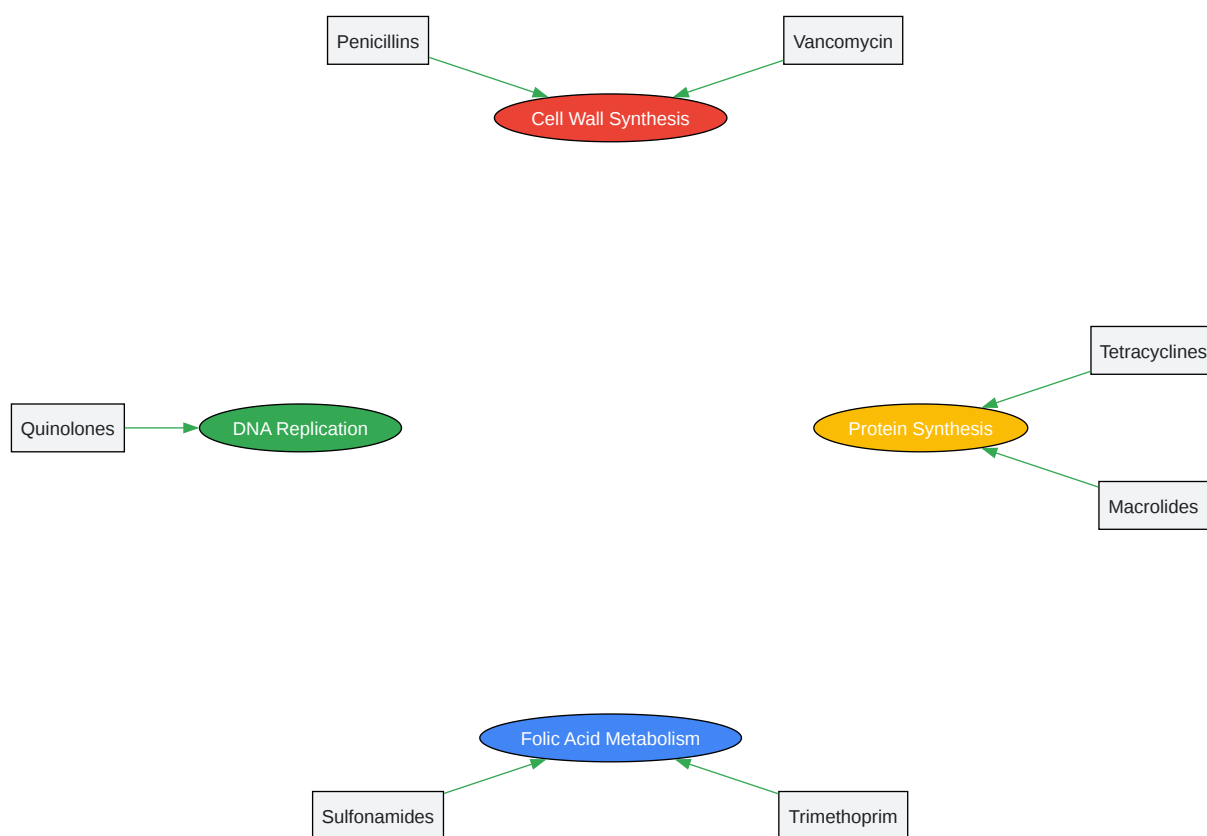 Penicillins
Vancomycin
Cell Wall Synthesis
Tetracyclines
Quinolones
DNA Replication
Protein Synthesis
Macrolides
Folic Acid Metabolism
Sulfonamides
Trimethoprim